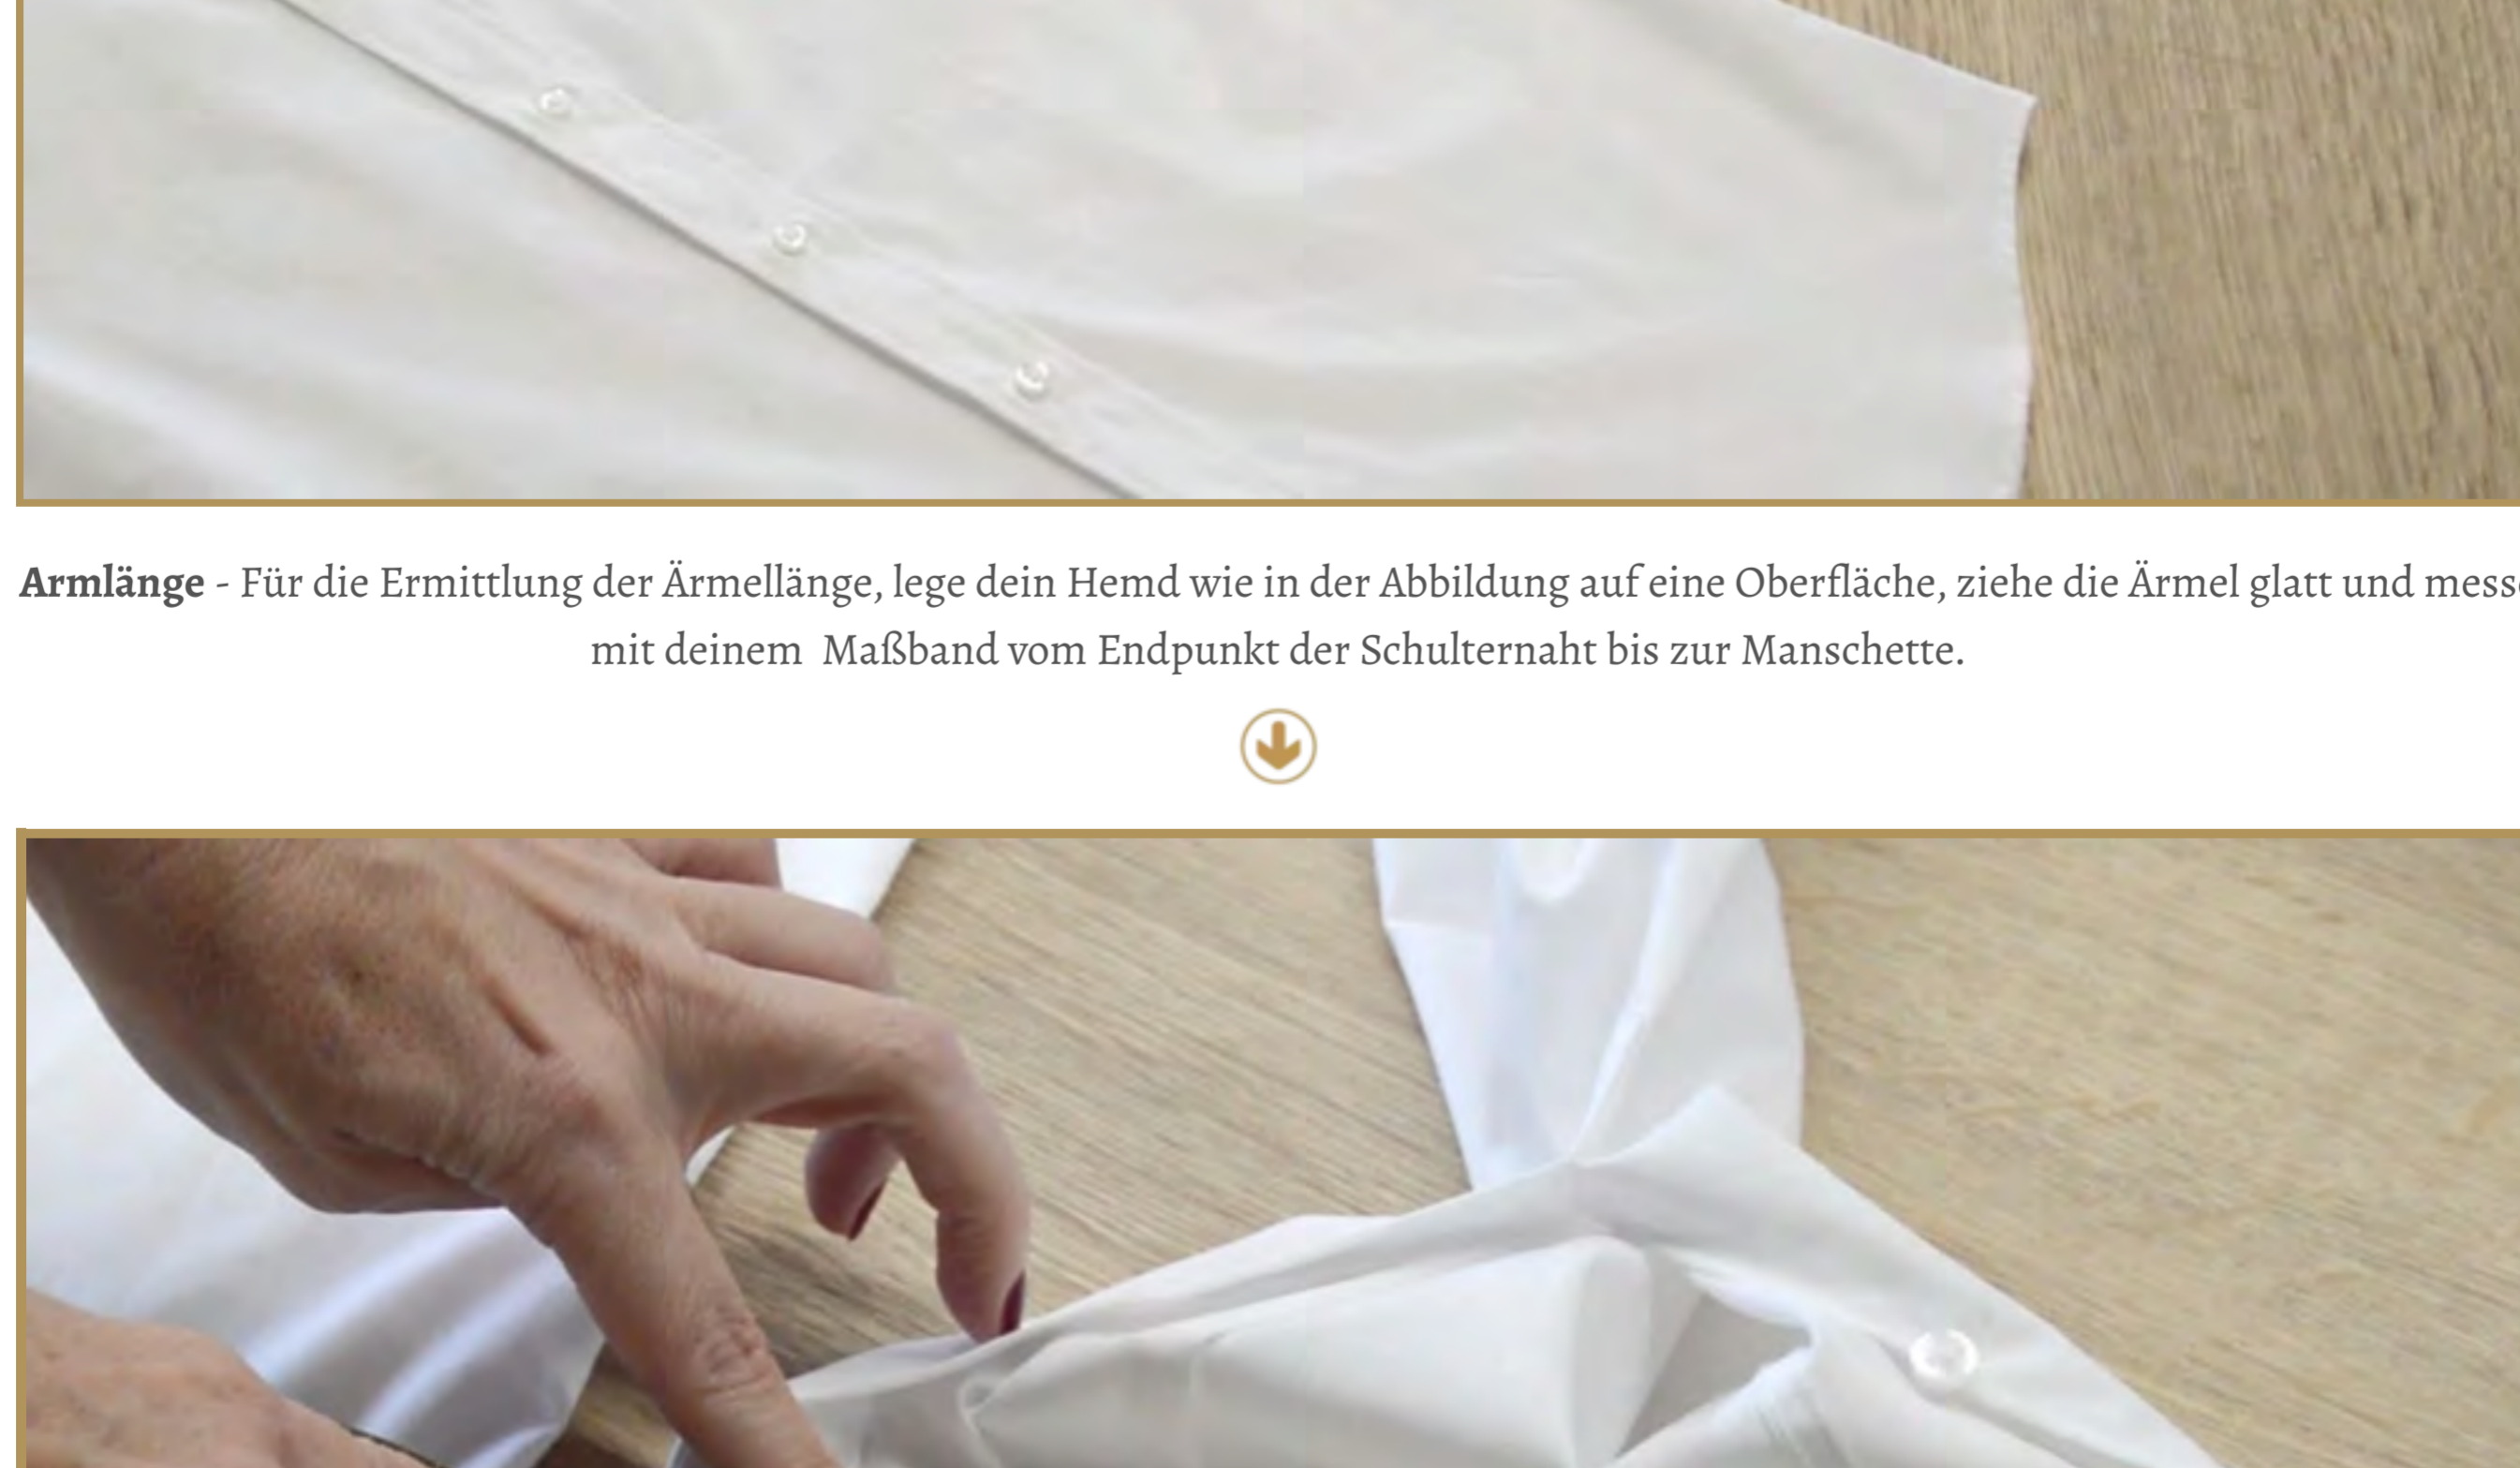 Armlänge - Für die Ermittlung der Ärmellänge, lege dein Hemd wie in der Abbildung auf eine Oberfläche, ziehe die Ärmel glatt und
mit deinem  Maßband vom Endpunkt der Schulternaht bis zur Manschette.